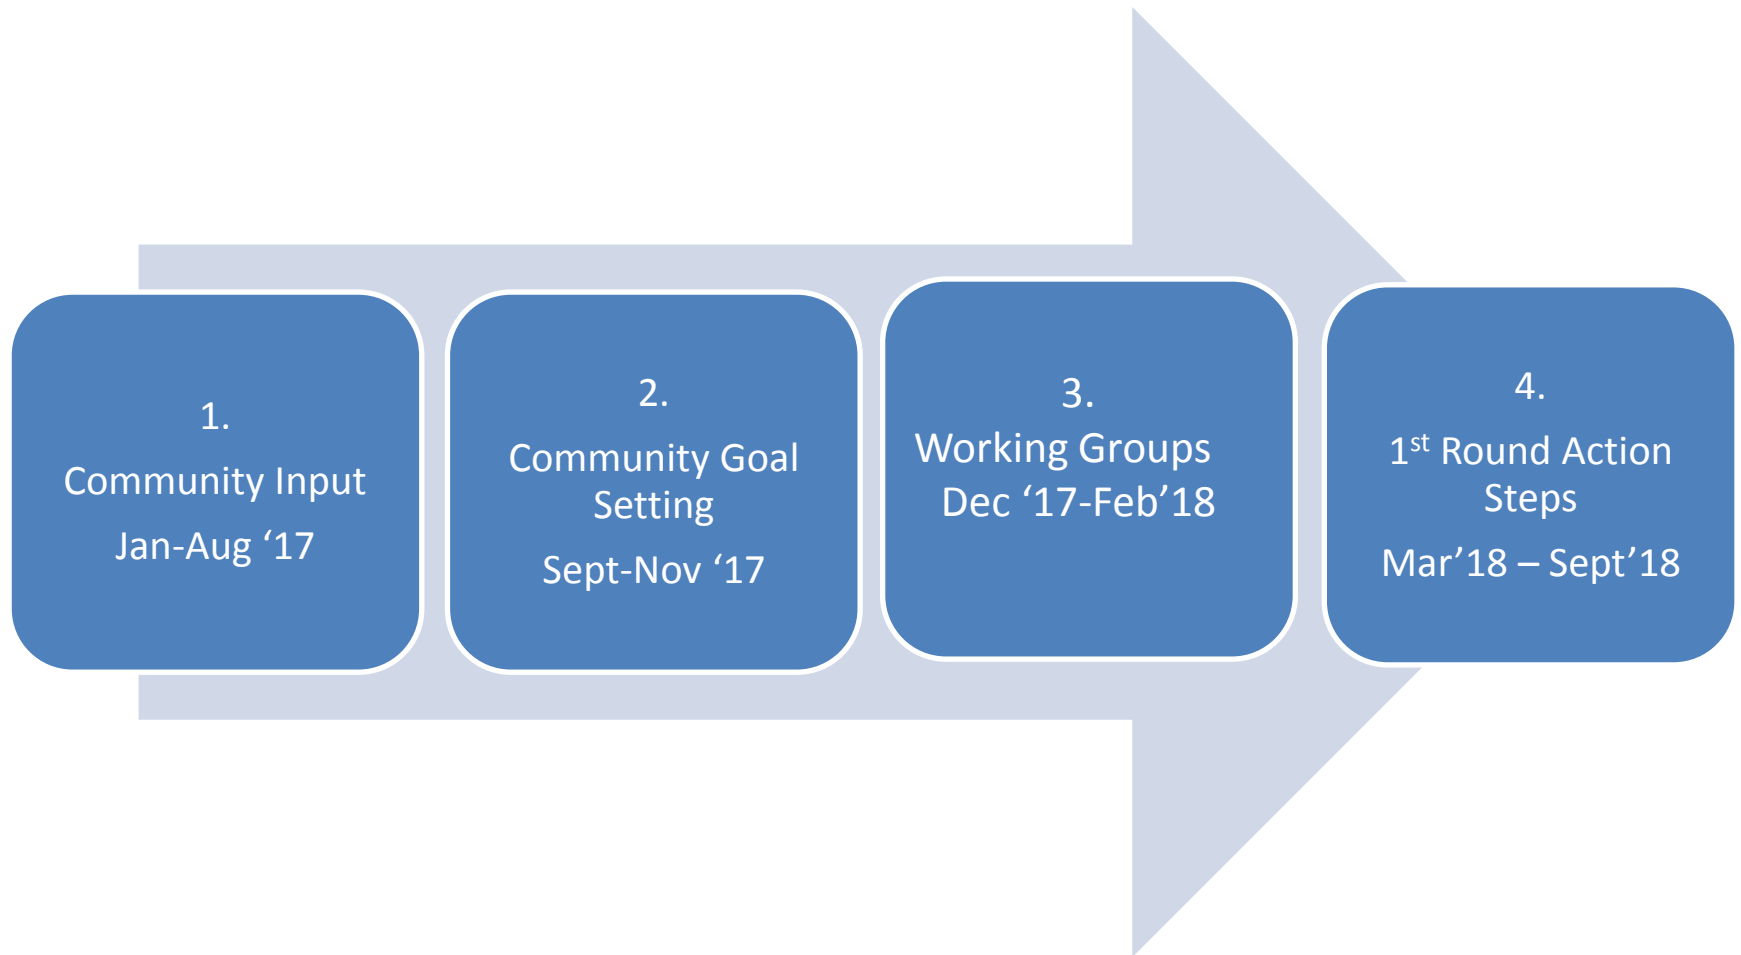 1.
Community Input
Jan-Aug ‘17
2.
Community Goal
Setting
Sept-Nov ‘17
3.
Working Groups
Dec ‘17-Feb’18
4.
1st Round Action
Steps
Mar’18 – Sept’18